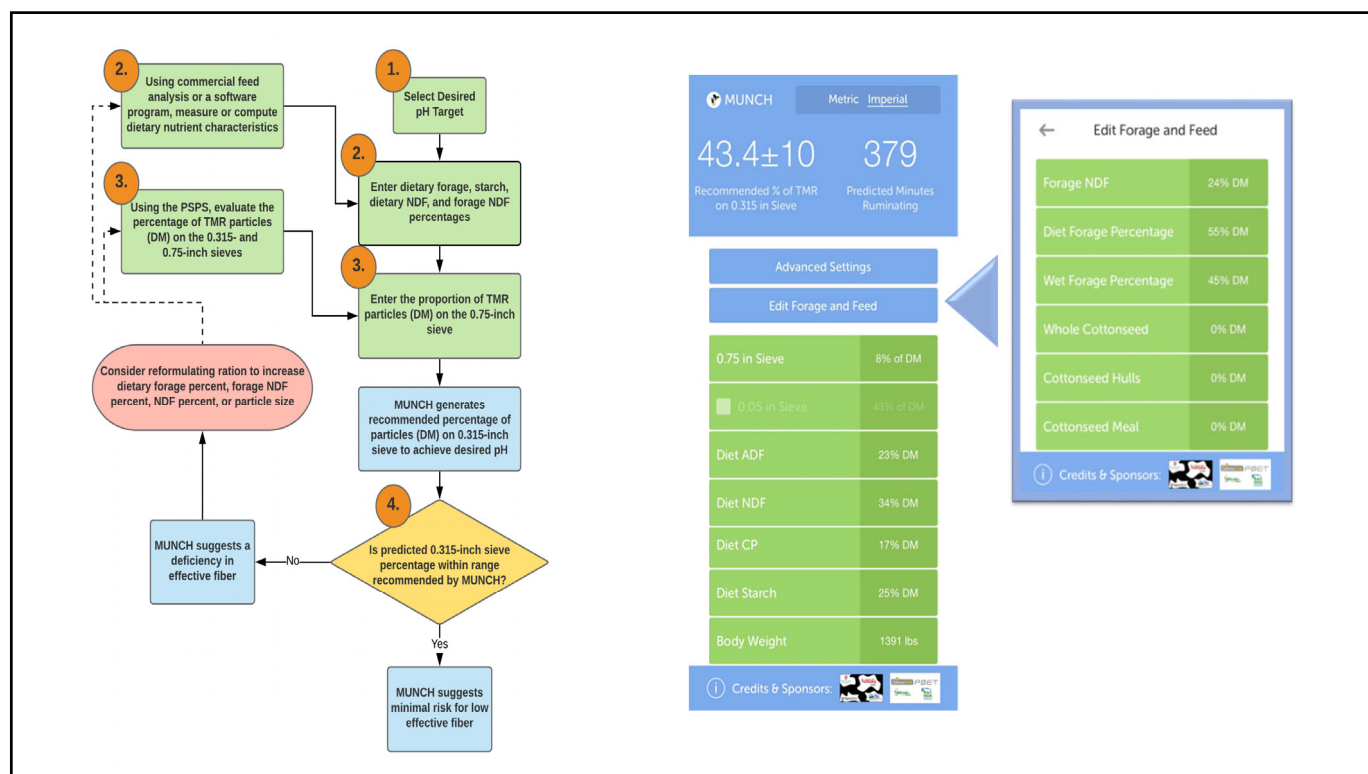 1.
Select Desired
pH Target
2.
Using commercial feed
analysis or a software
program, measure or compute
dietary nutrient characteristics
2.
Enter dietary forage, starch,
dietary NDF, and forage NDF
percentages
3.
Using the PSPS, evaluate the
percentage of TMR particles
(DM) on the 0.315- and
0.75-inch sieves
3.
Enter the proportion of TMR
particles (DM) on the 0.75-inch
sieve
Consider reformulating ration to increase
dietary forage percent, forage NDF
percent, NDF percent, or particle size
MUNCH generates
recommended percentage of
particles (DM) on 0.315-inch
sieve to achieve desired pH
4.
Is predicted 0.315-inch sieve
percentage within range
recommended by MUNCH?
No
MUNCH suggests a
deficiency in
effective fiber
Yes
MUNCH suggests
minimal risk for low
effective fiber
MUNCH
Metric Imperial
43.4±10 379
Recommended % of TMR
on 0.315 in Sieve
Predicted Minutes
Ruminating
Advanced Settings
Edit Forage and Feed
0.75 in Sieve 8% of DM
0.05 in Sieve 43% of DM
Diet ADF 23% DM
Diet NDF 34% DM
Diet CP 17% DM
Diet Starch 25% DM
Body Weight 1391 lbs
Credits & Sponsors:
Edit Forage and Feed
Forage NDF 24% DM
Diet Forage Percentage 55% DM
Wet Forage Percentage 45% DM
Whole Cottonseed 0% DM
Cottonseed Hulls 0% DM
Cottonseed Meal 0% DM
Credits & Sponsors: